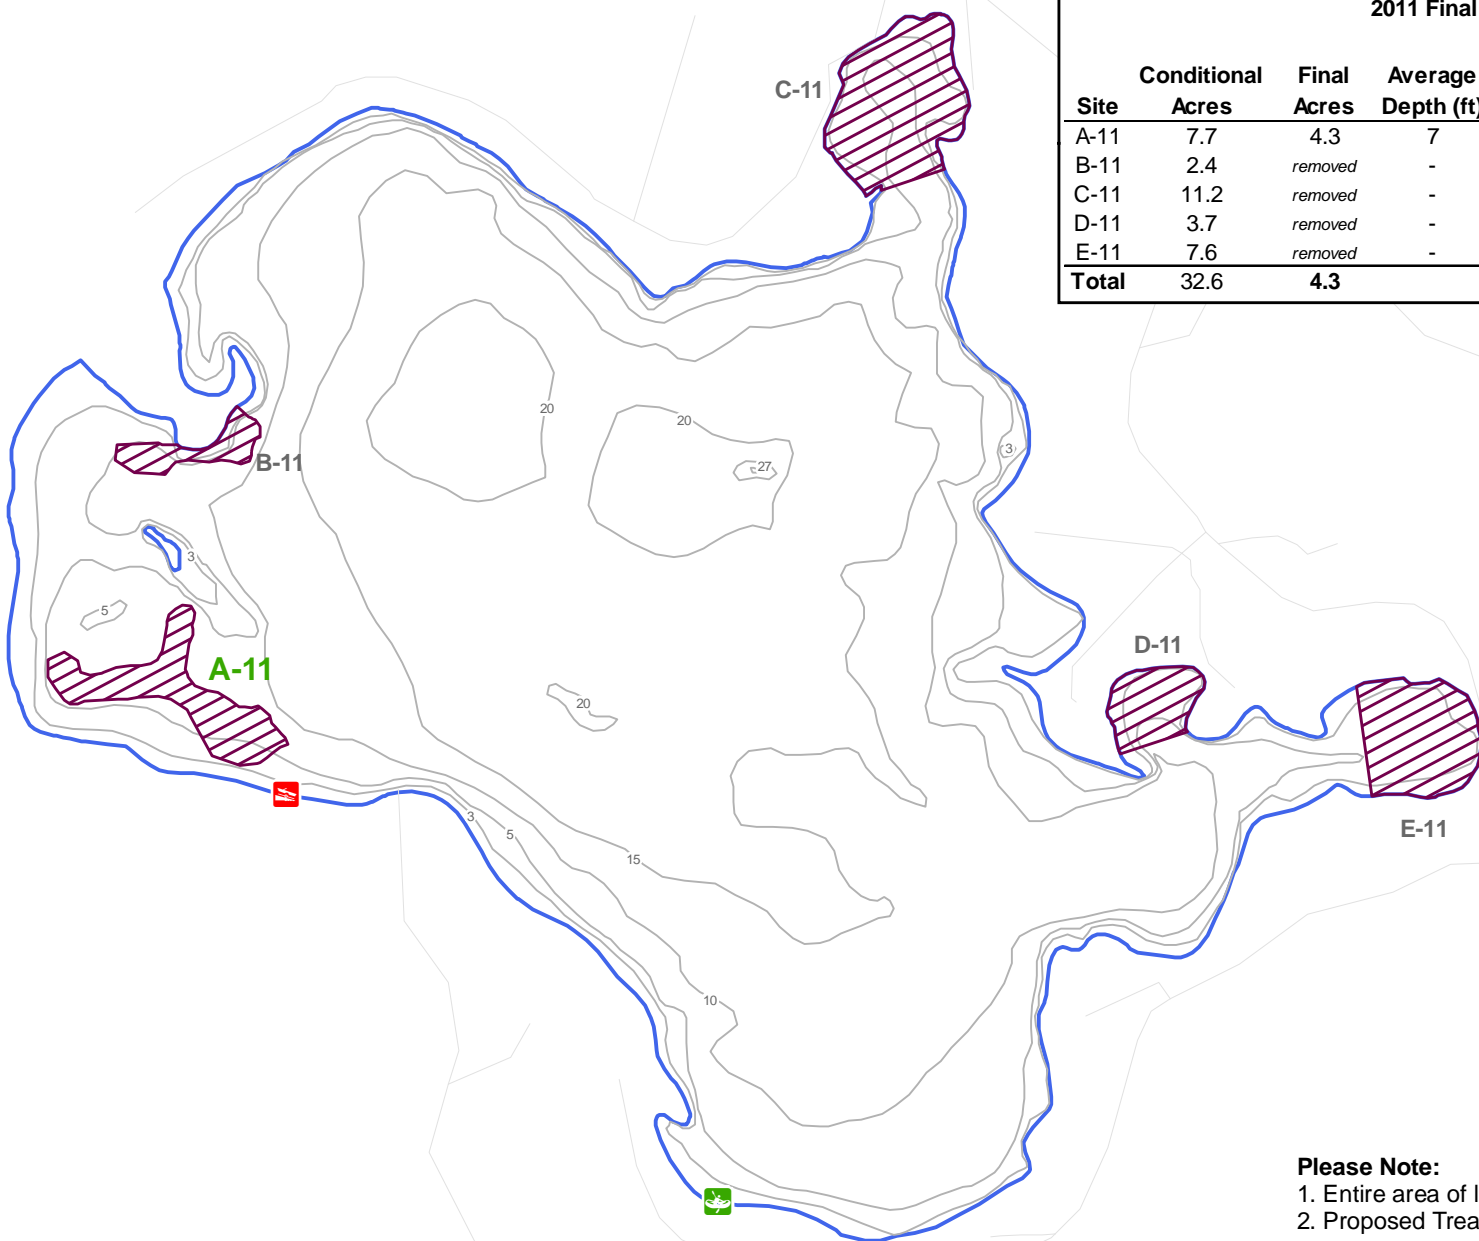 2011 Final
Conditional Final Average
Site Acres Acres Depth (ft)
A-11 7.7 4.3 7
B-11 2.4 removed -
C-11 11.2 removed -
D-11 3.7 removed -
E-11 7.6 removed -
Total 32.6 4.3
C-11
20
20
27
3
B-11
3
5
A-11
D-11
20
3
5
E-11
15
10
Please Note:
1. Entire area of
2. Proposed